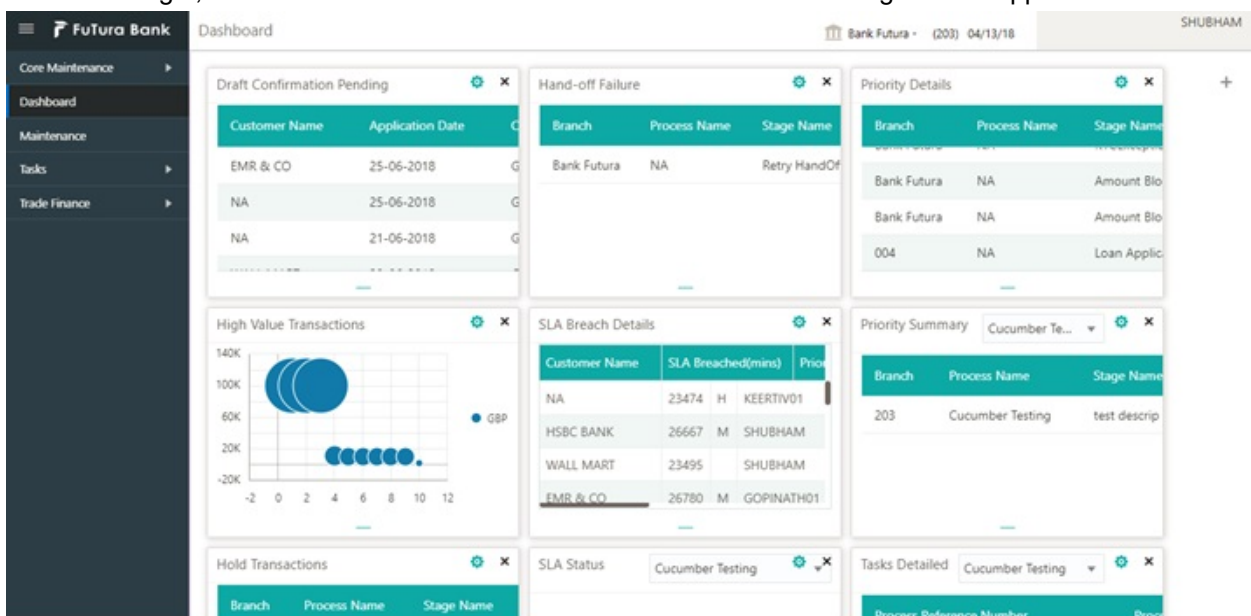 FuTura Bank
Dashboard
Bank Futura - (203) 04/13/18
SHUBHAM
Core Maintenance
Dashboard
Maintenance
Tasks
Trade Finance
Draft Confirmation Pending
Customer Name Application Date C
EMR & CO 25-06-2018 G
NA 25-06-2018 G
NA 21-06-2018 G
Hand-off Failure
Branch Process Name Stage Name
Bank Futura NA Retry HandOf
Priority Details
Branch Process Name Stage Name
Bank Futura NA Amount Blo
Bank Futura NA Amount Blo
004 NA Loan Applic
High Value Transactions
140K
100K
60K
20K
-20K
-2 0 2 4 6 8 10 12
GBP
SLA Breach Details
Customer Name SLA Breached(mins) Prior
NA 23474 H KEERTIV01
HSBC BANK 26667 M SHUBHAM
WALL MART 23495 SHUBHAM
EMR & CO 26780 M GOPINATH01
Priority Summary Cucumber Te...
Branch Process Name Stage Name
203 Cucumber Testing test descrip
Hold Transactions
Branch Process Name Stage Name
SLA Status Cucumber Testing
Tasks Detailed Cucumber Testing
Process Reference Number Proce